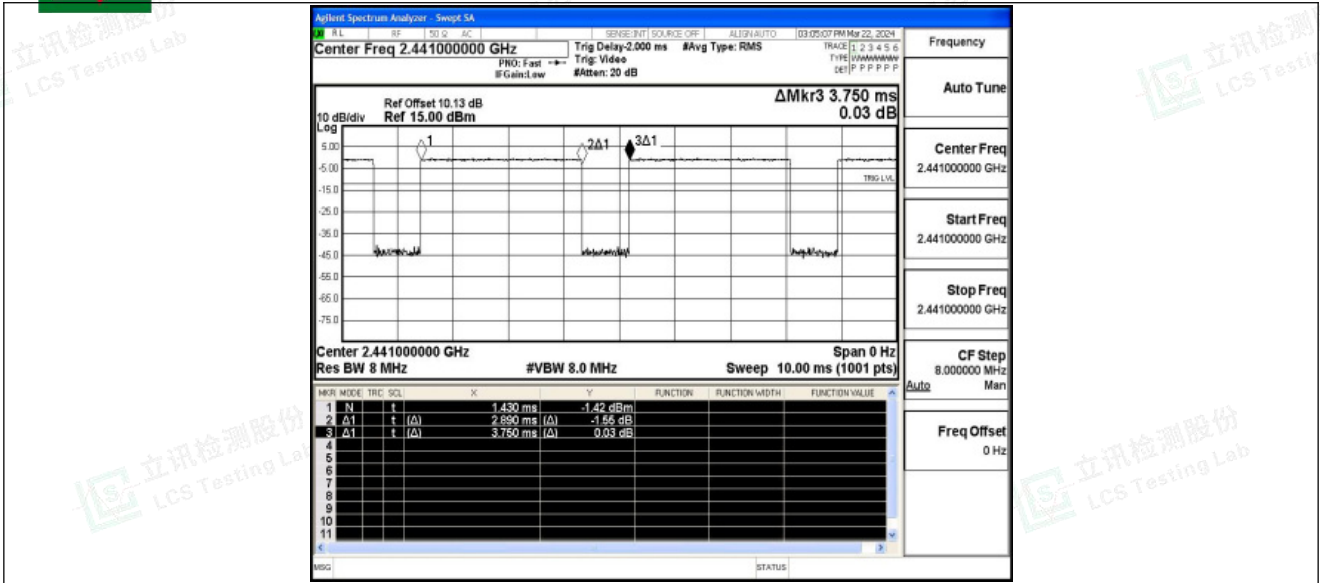 立讯检测股份
LCS Testing Lab
Agilent Spectrum Analyzer - Swept SA
RL RF 50 Ω AC SENSE:INT SOURCE OFF ALIGN AUTO 03:05:07 PM Mar 22, 2024
Center Freq 2.441000000 GHz
PNO: Fast
IFGain:Low
Trig Delay-2.000 ms #Avg Type: RMS
Trig: Video
#Atten: 20 dB
TRACE 1 2 3 4 5 6
TYPE WWWWWWW
DET P P P P P P
Frequency
Auto Tune
Center Freq
2.441000000 GHz
Start Freq
2.441000000 GHz
Stop Freq
2.441000000 GHz
CF Step
8.000000 MHz
Auto Man
Freq Offset
0 Hz
ΔMkr3 3.750 ms
0.03 dB
Ref Offset 10.13 dB
10 dB/div Ref 15.00 dBm
Log
1 2Δ1 3Δ1
5.00
-5.00
TRIG LVL
-15.0
-25.0
-35.0
-45.0
-55.0
-65.0
-75.0
Center 2.441000000 GHz Span 0 Hz
Res BW 8 MHz #VBW 8.0 MHz Sweep 10.00 ms (1001 pts)
MKR MODE TRC SCL X Y FUNCTION FUNCTION WIDTH FUNCTION VALUE
1 N t 1.430 ms -1.42 dBm
2 Δ1 t (Δ) 2.890 ms (Δ) -1.55 dB
3 Δ1 t (Δ) 3.750 ms (Δ) 0.03 dB
4
5
6
7
8
9
10
11
MSG STATUS
立讯检测股份
LCS Testing Lab
立讯检测股份
LCS Testing Lab